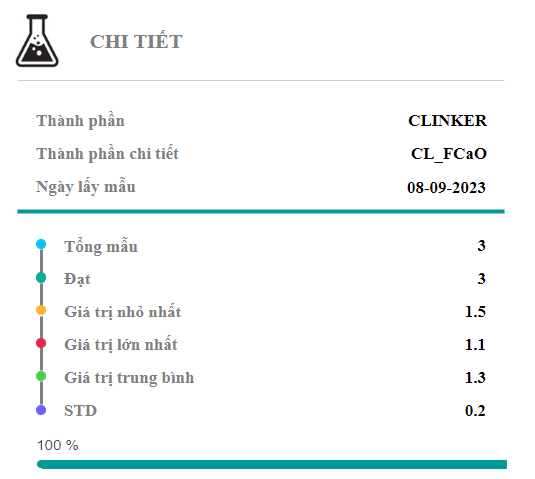 CHI TIẾT
Thành phần CLINKER
Thành phần chi tiết CL_FCaO
Ngày lấy mẫu 08-09-2023
Tổng mẫu 3
Đạt 3
Giá trị nhỏ nhất 1.5
Giá trị lớn nhất 1.1
Giá trị trung bình 1.3
STD 0.2
100 %